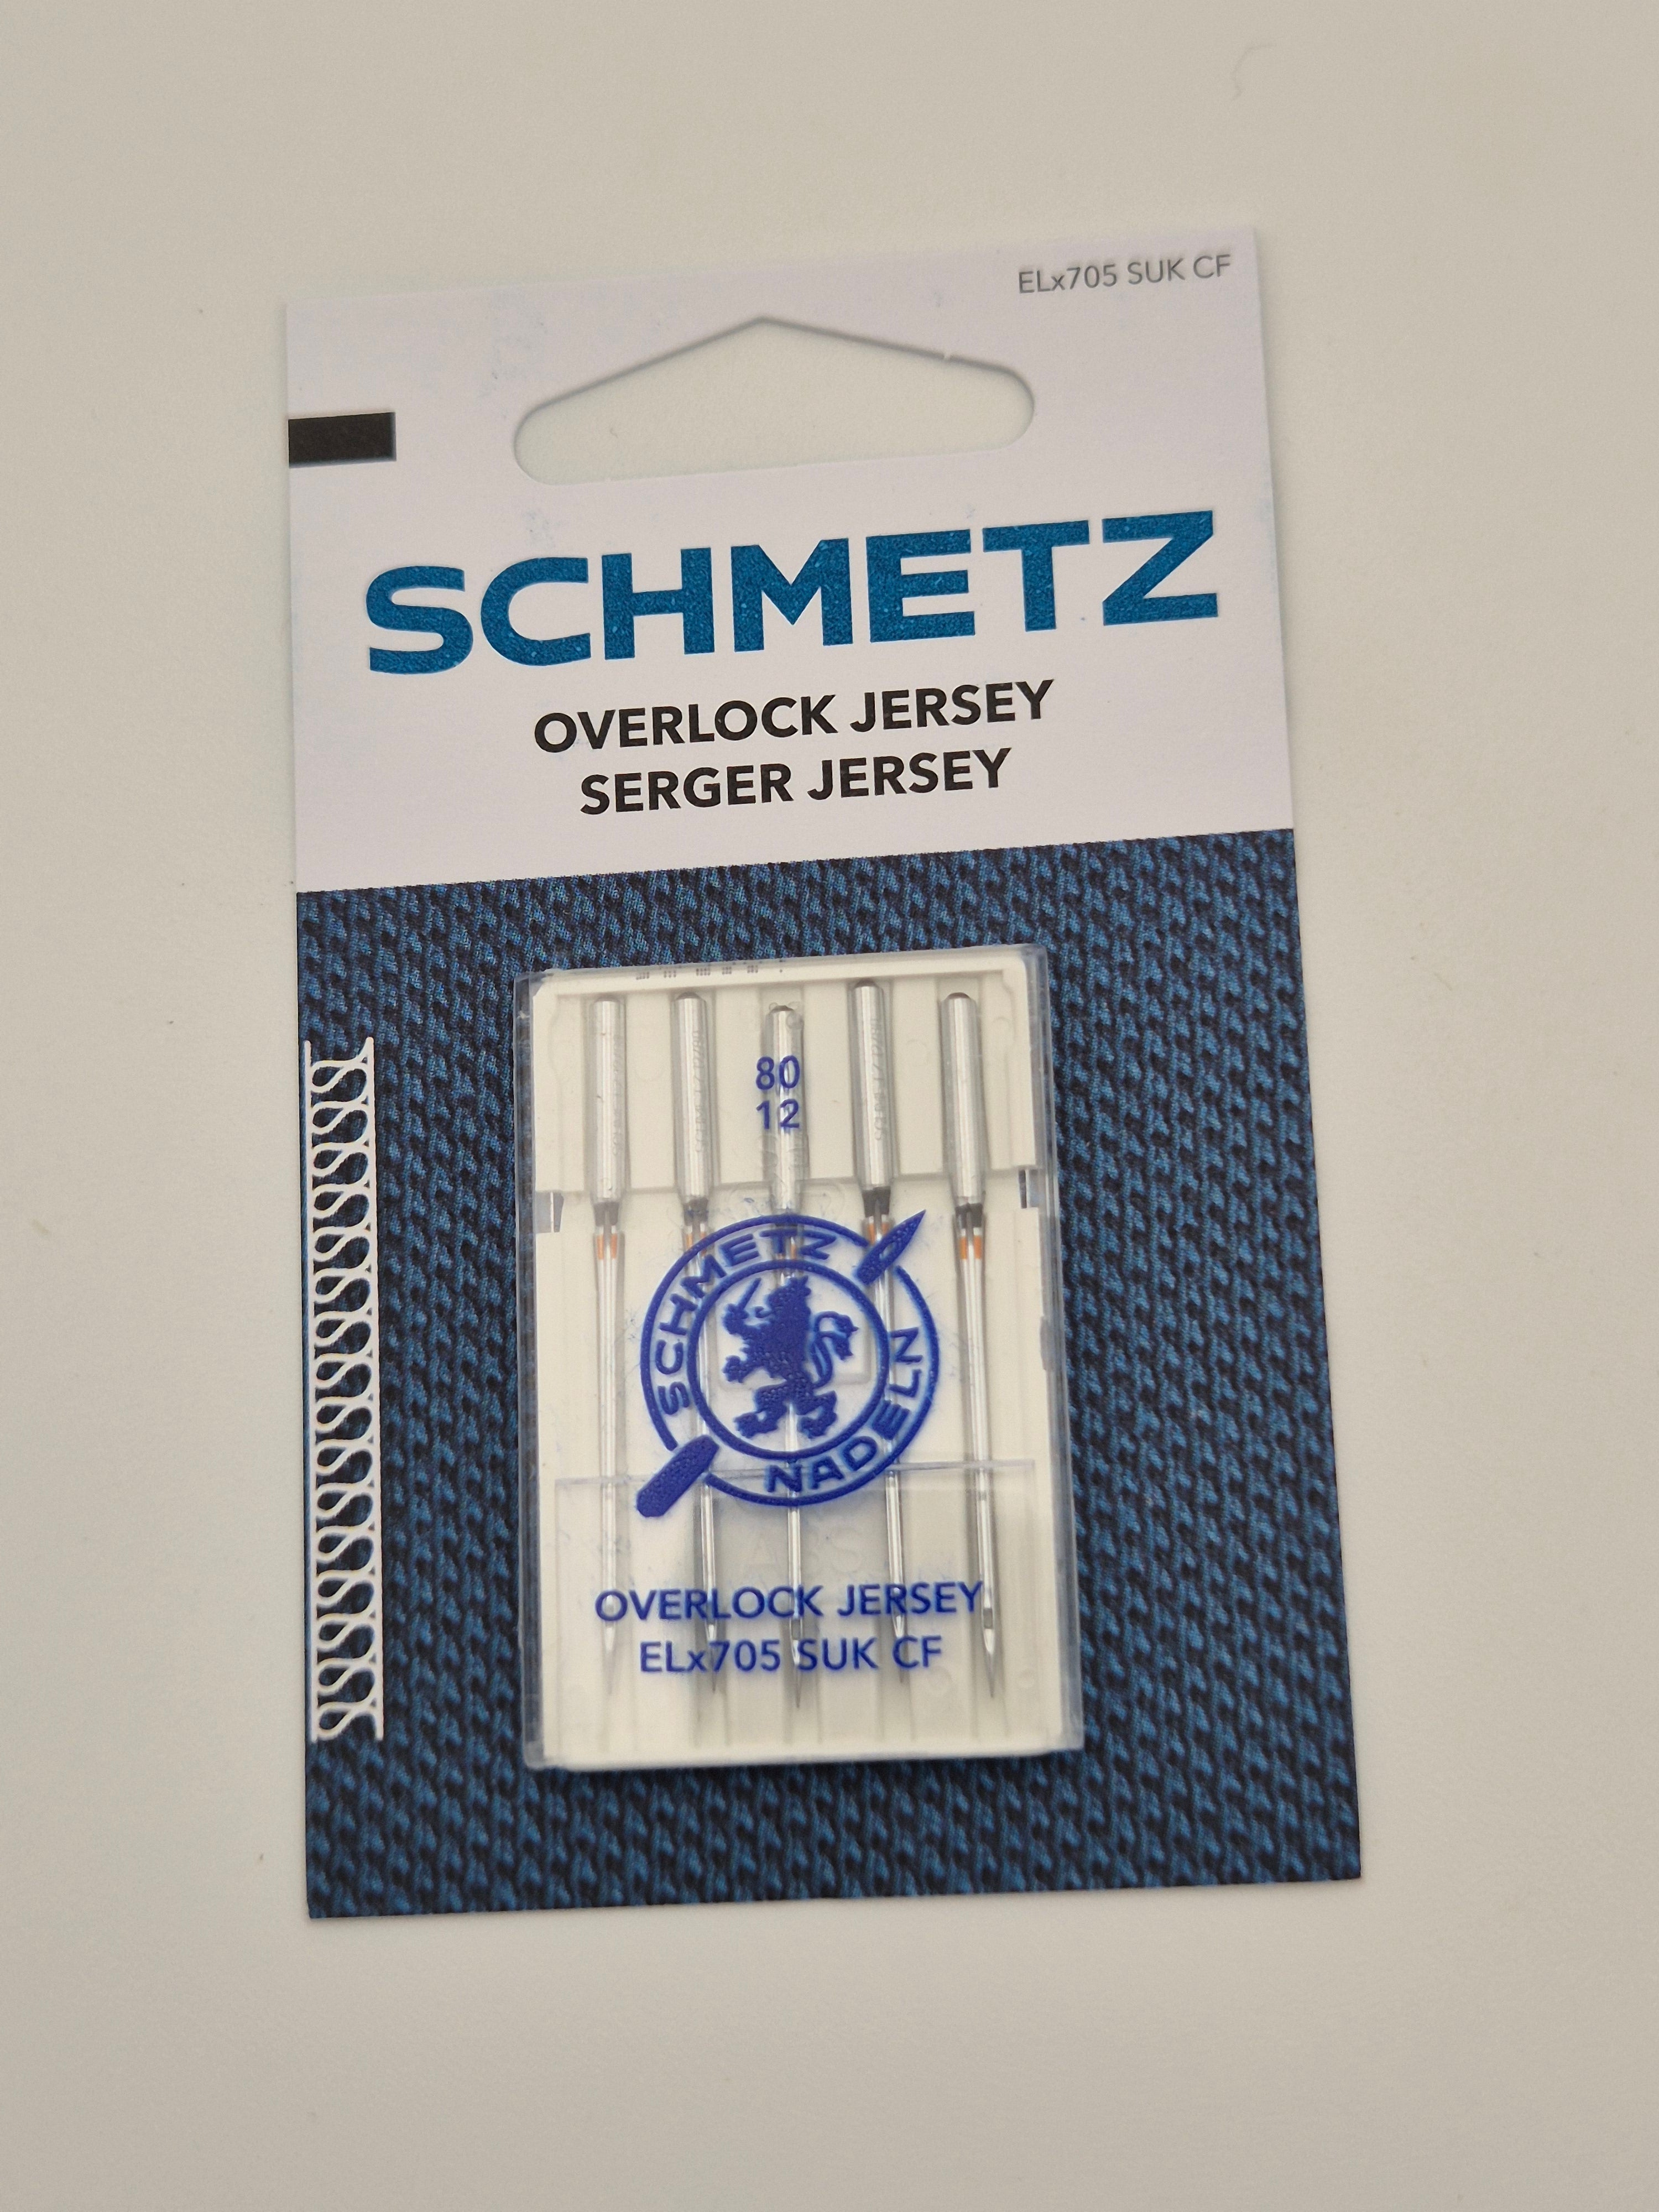 ELx705 SUK CF
SCHMETZ
OVERLOCK JERSEY
SERGER JERSEY
80
12
SCHMETZ
NADELN
OVERLOCK JERSEY
ELx705 SUK CF